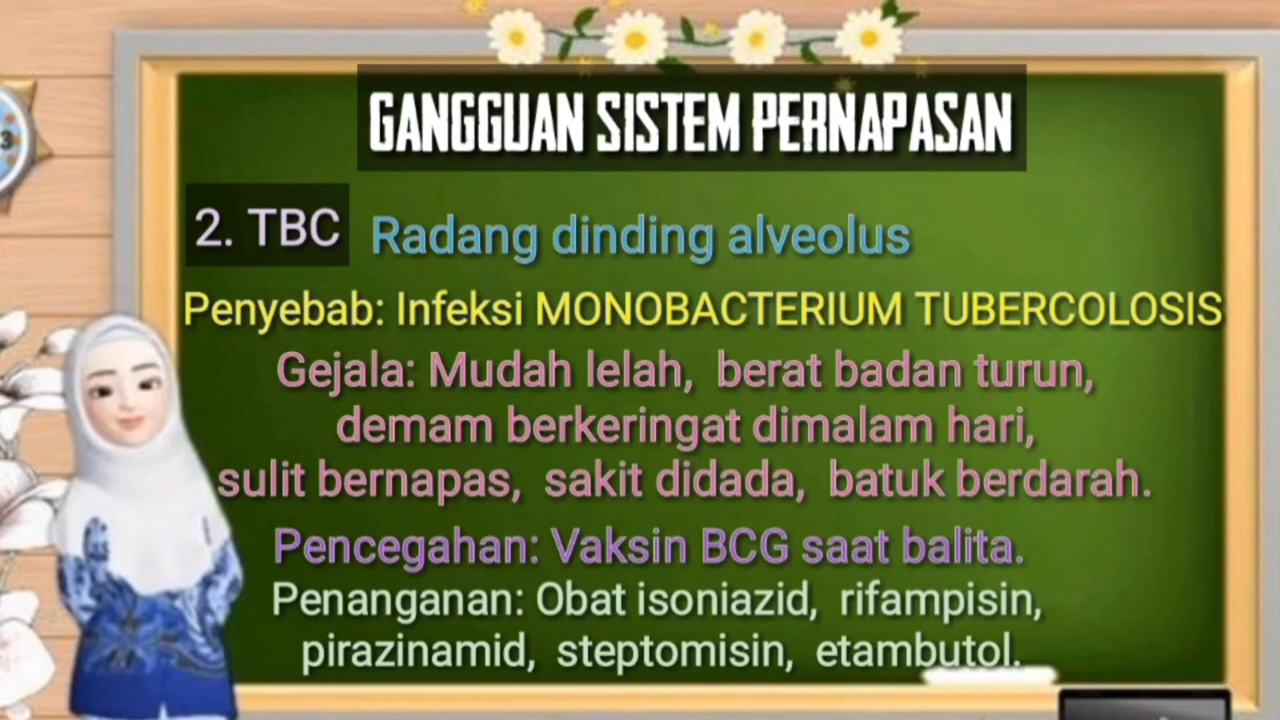 GANGGUAN SISTEM PERNAPASAN
2. TBC Radang dinding alveolus
Penyebab: Infeksi MONOBACTERIUM TUBERCOLOSIS
Gejala: Mudah lelah, berat badan turun,
demam berkeringat dimalam hari,
sulit bernapas, sakit didada, batuk berdarah.
Pencegahan: Vaksin BCG saat balita.
Penanganan: Obat isoniazid, rifampisin,
pirazinamid, steptomisin, etambutol.
3